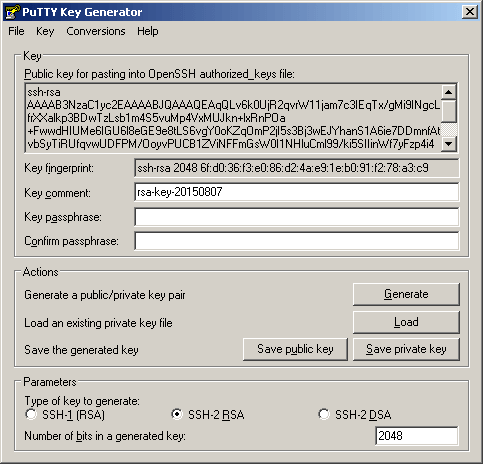 PuTTY Key Generator
File Key Conversions Help
Key
Public key for pasting into OpenSSH authorized_keys file:
ssh-rsa
AAAAB3NzaC1yc2EAAAABJQAAAQEAqQLv6k0UjR2qvrW11jam7c3IEqTx/gMi9lNgcL
frXXaIkp3BDwTzLsb1m4S5vuMp4VxMUJkn+lxRnPOa
+FwwdHIUMe6lGU6l8eGE9e8tLS6vgY0oKZqOmP2jI5s3Bj3wEJYhanS1A6ie7DDmnfAt
vbSyTiRUfqvwUDFPM/OoyvPUCB1ZViNFFmGsW0l1NHIuCmI99/ki5SIlinWf7yFzp4i4
Key fingerprint:
ssh-rsa 2048 6f:d0:36:f3:e0:86:d2:4a:e9:1e:b0:91:f2:78:a3:c9
Key comment:
rsa-key-20150807
Key passphrase:
Confirm passphrase:
Actions
Generate a public/private key pair
Generate
Load an existing private key file
Load
Save the generated key
Save public key
Save private key
Parameters
Type of key to generate:
SSH-1 (RSA)
SSH-2 RSA
SSH-2 DSA
Number of bits in a generated key:
2048